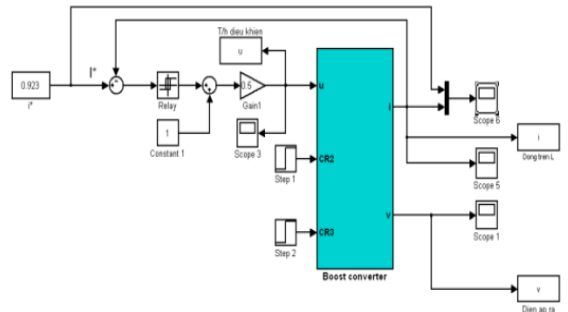 T/h dieu khien
u
I*
0.923
i*
Relay
0.5
Gain1
1
Constant 1
Scope 3
Step 1
Step 2
u
CR2
CR3
i
v
Boost converter
Scope 6
i
Dong tren L
Scope 5
Scope 1
v
Dien ap ra